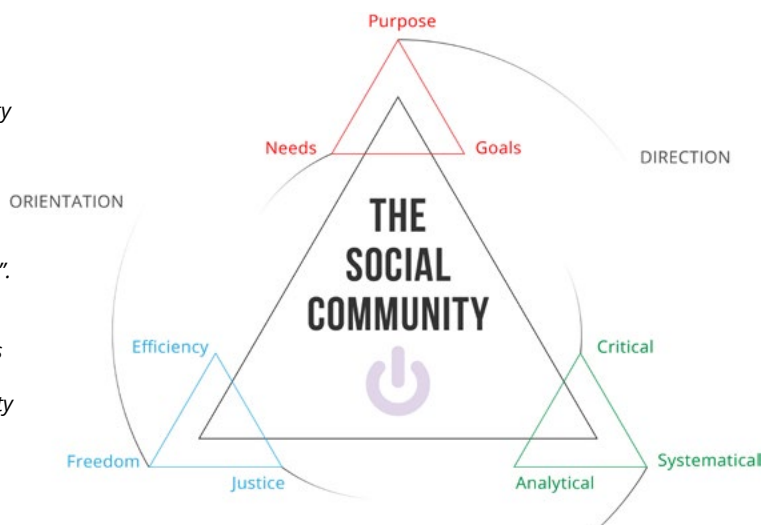 Purpose
Needs
Goals
DIRECTION
ORIENTATION
THE
SOCIAL
COMMUNITY
”.
Efficiency
Critical
Freedom
Justice
Analytical
Systematical